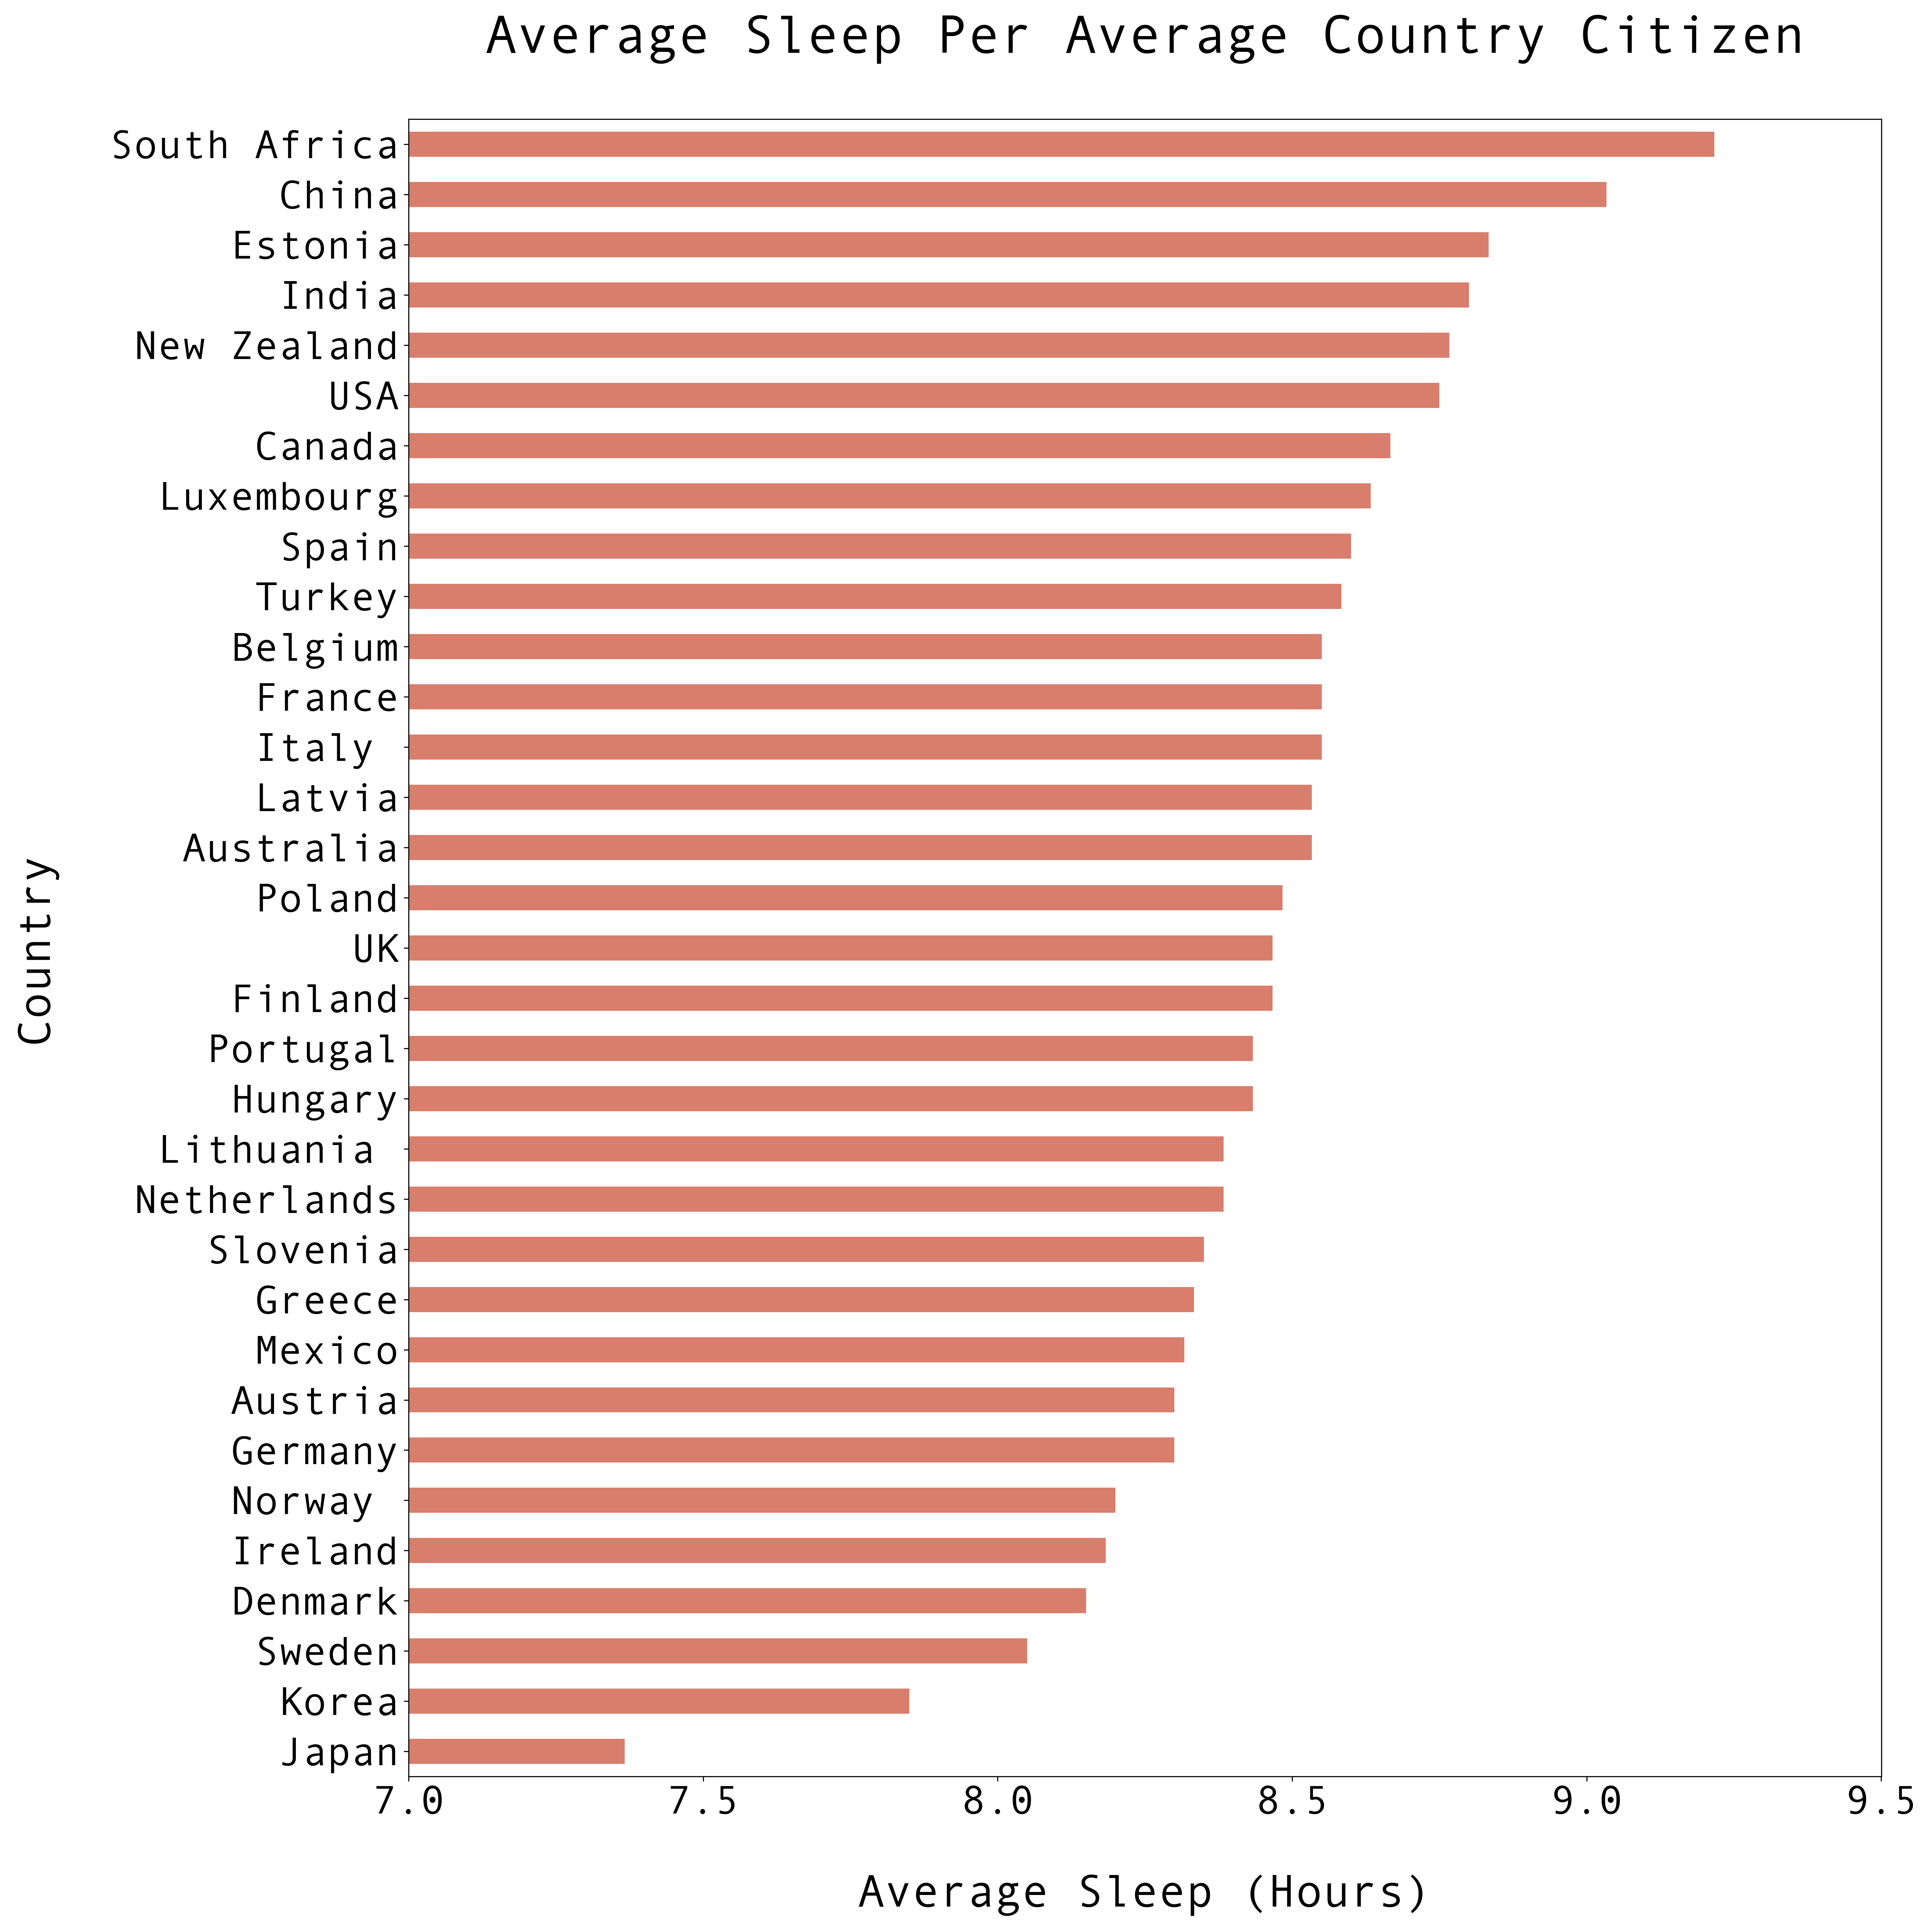 Average Sleep Per Average Country Citizen
South Africa
China
Estonia
India
New Zealand
USA
Canada
Luxembourg
Spain
Turkey
Belgium
France
Italy
Latvia
Australia
Poland
UK
Finland
Portugal
Hungary
Lithuania
Netherlands
Slovenia
Greece
Mexico
Austria
Germany
Norway
Ireland
Denmark
Sweden
Korea
Japan
Country
7.0 7.5 8.0 8.5 9.0 9.5
Average Sleep (Hours)